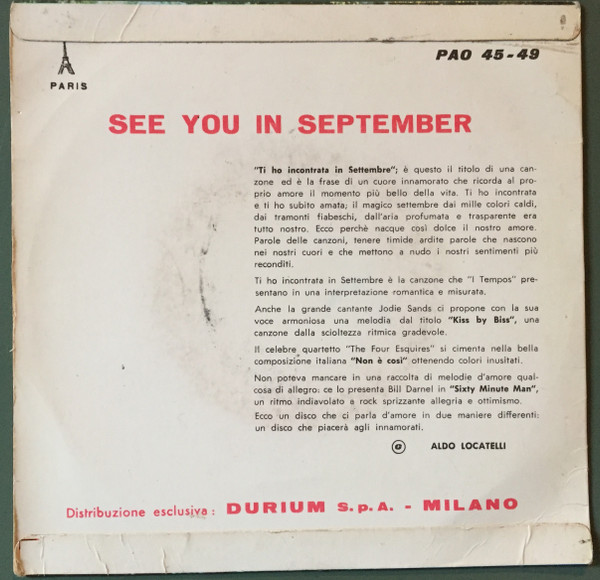 PAO 45-49
PARIS
SEE YOU IN SEPTEMBER
"Ti ho incontrata in Settembre"; è questo il titolo di una can-
zone ed è la frase di un cuore innamorato che ricorda al pro-
prio amore il momento più bello della vita. Ti ho incontrata
e ti ho subito amata; il magico settembre dai mille colori caldi,
dai tramonti fiabeschi, dall'aria profumata e trasparente era
tutto nostro. Ecco perchè nacque così dolce il nostro amore.
Parole delle canzoni, tenere timide ardite parole che nascono
nei nostri cuori e che mettono a nudo i nostri sentimenti più
reconditi.
Ti ho incontrata in Settembre è la canzone che "I Tempos" pre-
sentano in una interpretazione romantica e misurata.
Anche la grande cantante Jodie Sands ci propone con la sua
voce armoniosa una melodia dal titolo "Kiss by Biss", una
canzone dalla scioltezza ritmica gradevole.
Il celebre quartetto "The Four Esquires" si cimenta nella bella
composizione italiana "Non è così" ottenendo colori inusitati.
Non poteva mancare in una raccolta di melodie d'amore qual-
cosa di allegro: ce lo presenta Bill Darnel in "Sixty Minute Man",
un ritmo indiavolato a rock sprizzante allegria e ottimismo.
Ecco un disco che ci parla d'amore in due maniere differenti:
un disco che piacerà agli innamorati.
ALDO LOCATELLI
Distribuzione esclusiva: DURIUM S.p.A. - MILANO